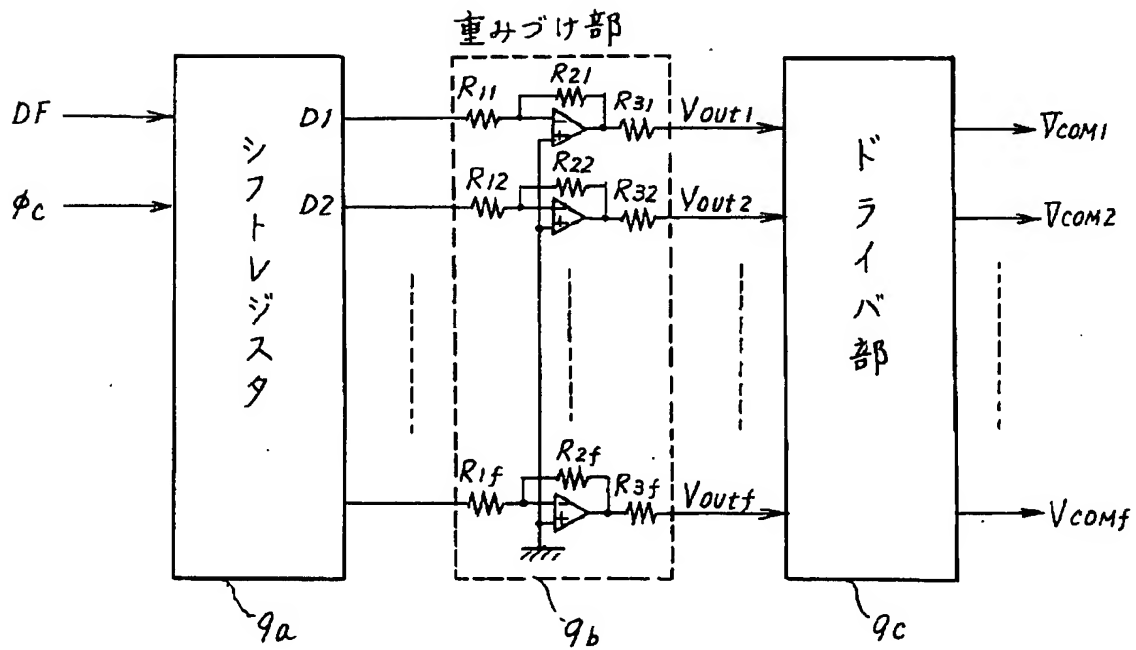 重みづけ部
DF
φc
シフトレジスタ
D1
D2
R11
R21
R31
R12
R22
R32
R1f
R2f
R3f
Vout1
Vout2
Voutf
ドライバ部
VCOM1
VCOM2
VCOMf
9a
9b
9c